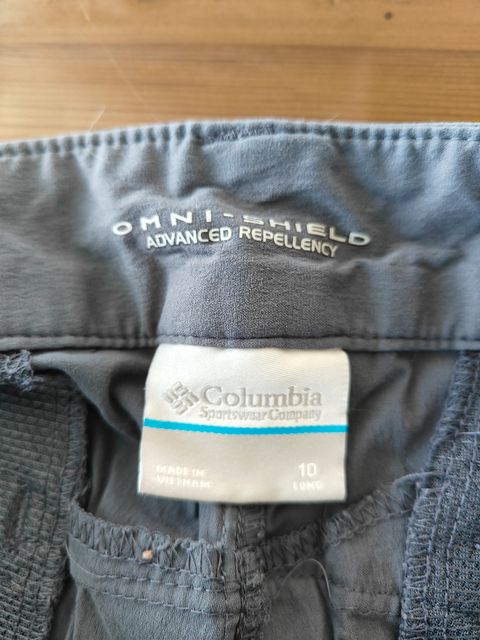 OMNI-SHIELD
ADVANCED REPELLENCY
Columbia
Sportswear Company
MADE IN
VIETNAM
10
LONG